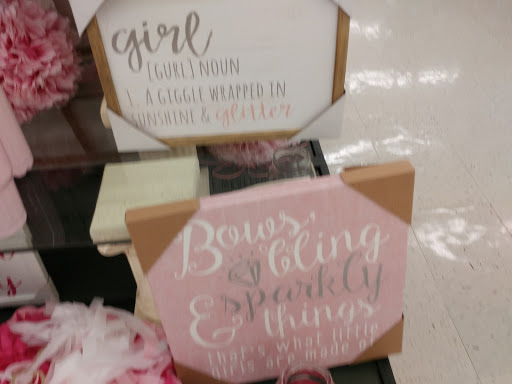 girl
[GURL] NOUN
1. A GIGGLE WRAPPED IN
SUNSHINE & glitter
Bows, bling
& sparkly
things
that's what little
girls are made of